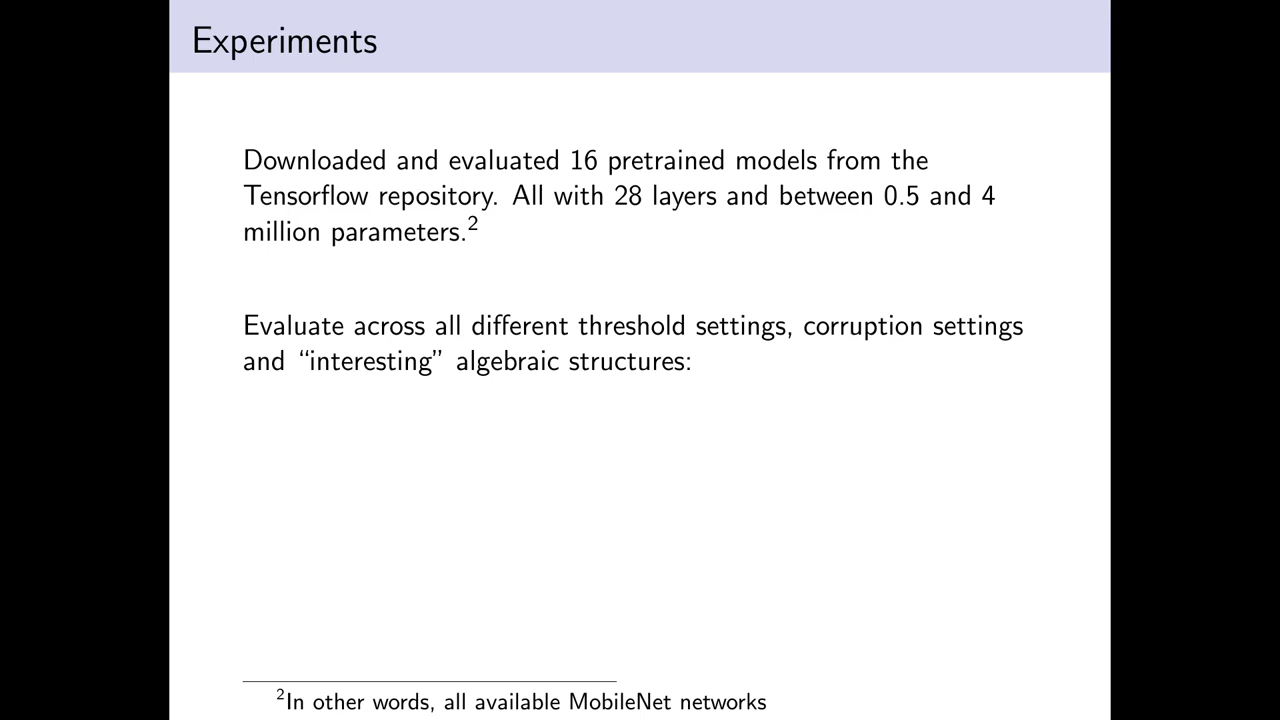 Experiments
Downloaded and evaluated 16 pretrained models from the
Tensorflow repository. All with 28 layers and between 0.5 and 4
million parameters.²
Evaluate across all different threshold settings, corruption settings
and “interesting” algebraic structures:
²In other words, all available MobileNet networks